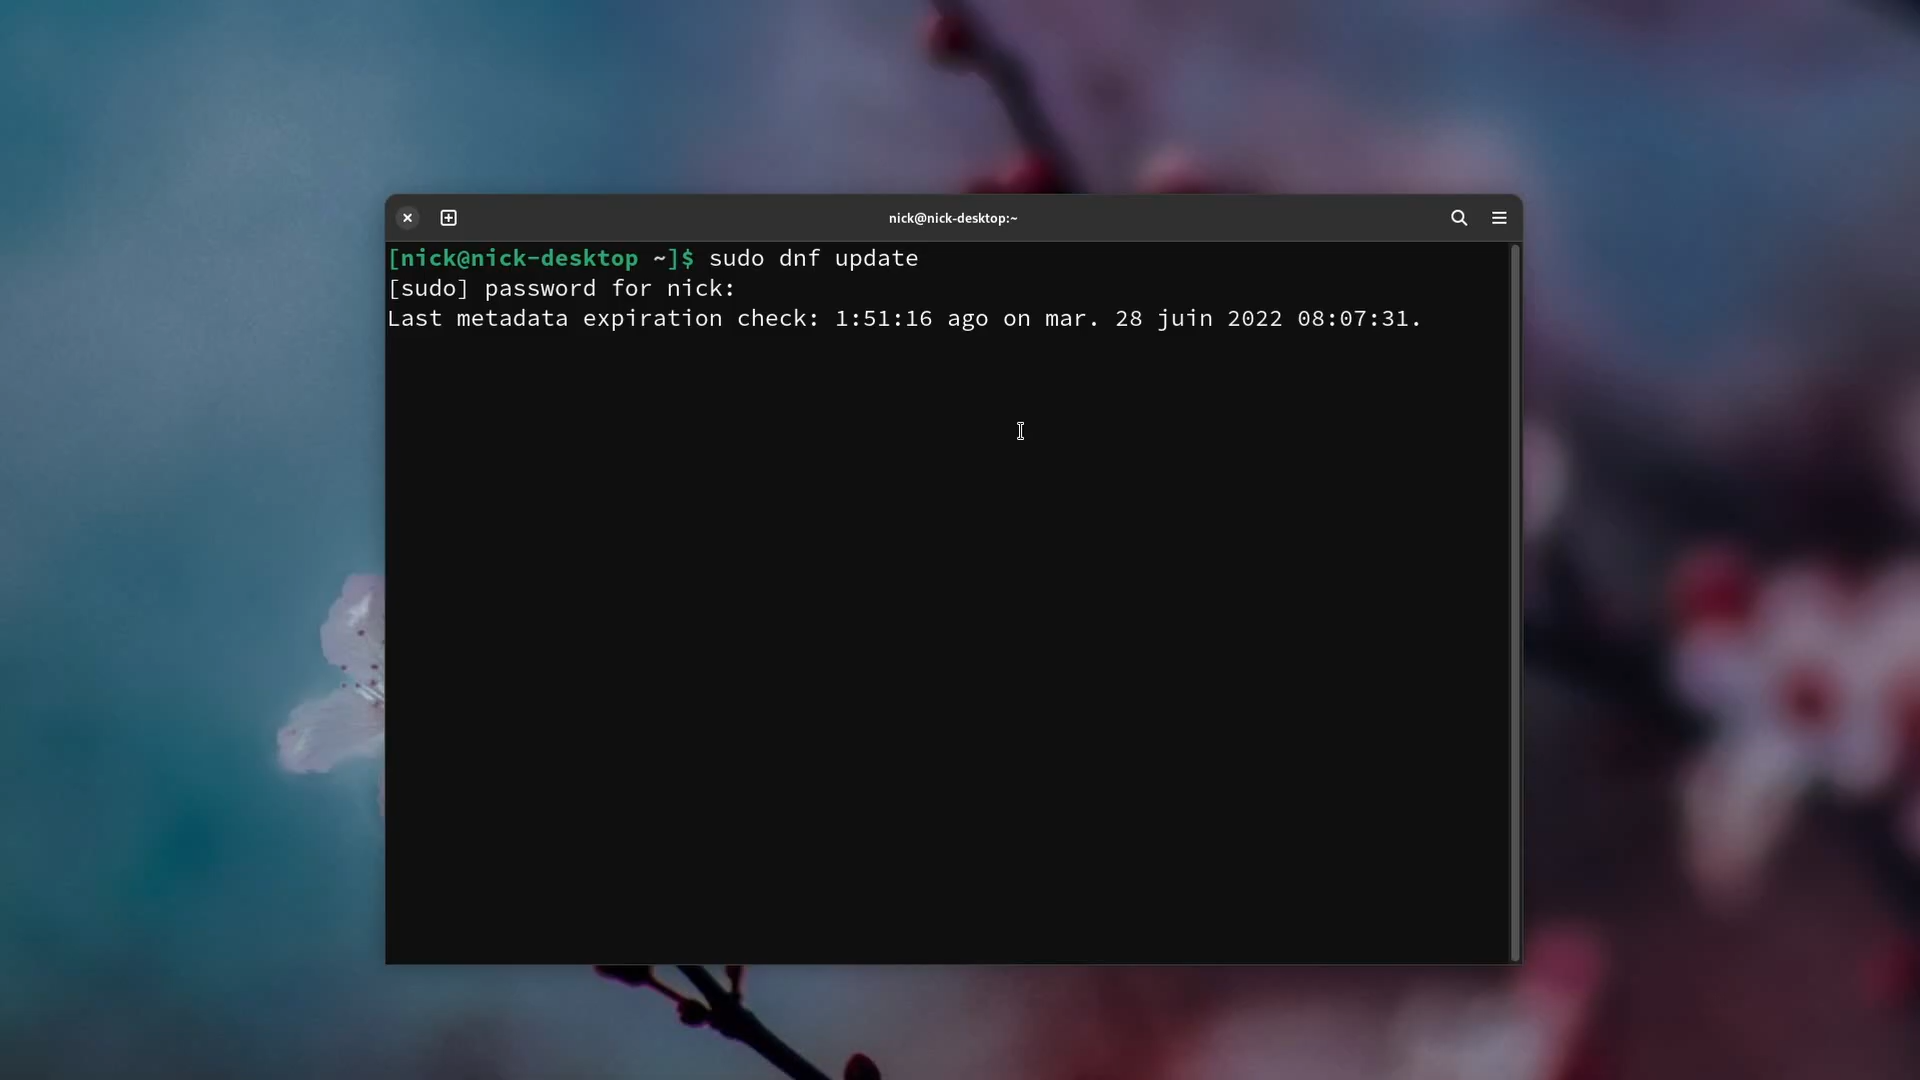 nick@nick-desktop:~
[nick@nick-desktop ~]$ sudo dnf update
[sudo] password for nick:
Last metadata expiration check: 1:51:16 ago on mar. 28 juin 2022 08:07:31.